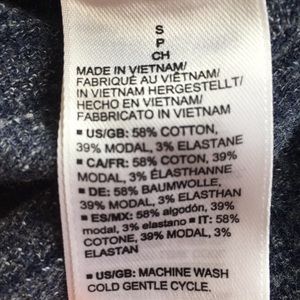 S
P
CH
MADE IN VIETNAM/
FABRIQUÉ AU VIÊTNAM/
IN VIETNAM HERGESTELLT/
HECHO EN VIETNAM/
FABBRICATO IN VIETNAM
▪ US/GB: 58% COTTON,
39% MODAL, 3% ELASTANE
▪ CA/FR: 58% COTON, 39%
MODAL, 3% ÉLASTHANNE
▪ DE: 58% BAUMWOLLE,
39% MODAL, 3% ELASTHAN
▪ ES/MX: 58% algodón, 39%
modal, 3% elastano ▪ IT: 58%
COTONE, 39% MODAL, 3%
ELASTAN
▪ US/GB: MACHINE WASH
COLD GENTLE CYCLE.